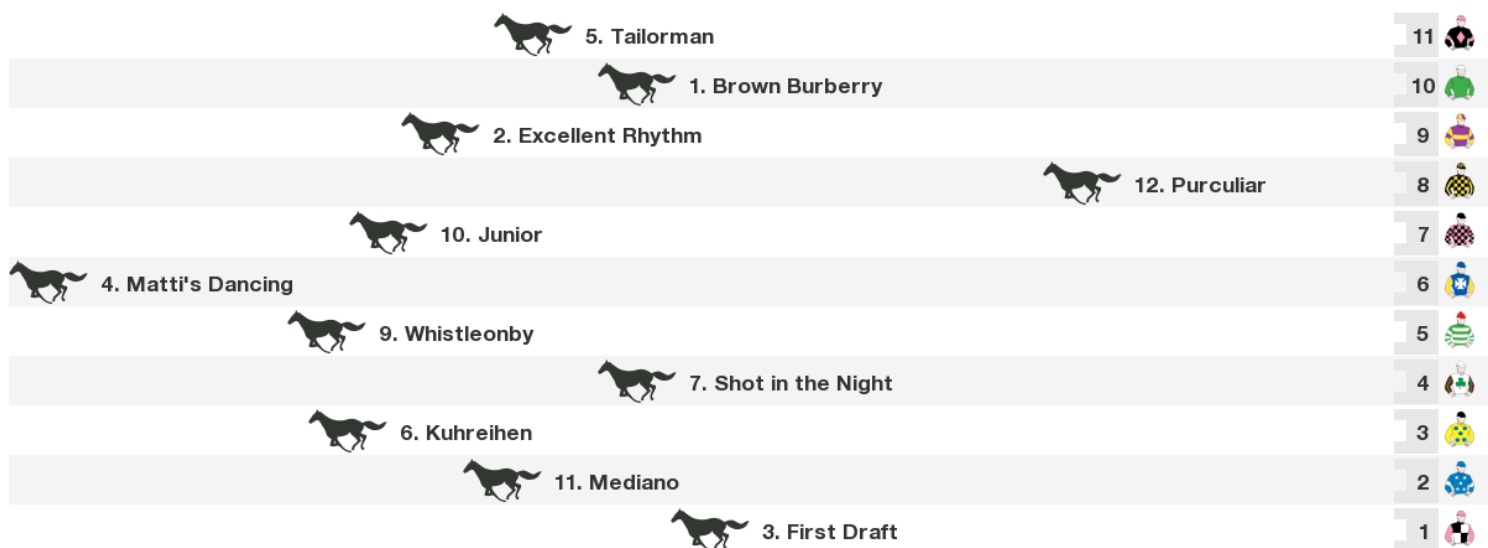 5. Tailorman 11
1. Brown Burberry 10
2. Excellent Rhythm 9
12. Purculiar 8
10. Junior 7
4. Matti's Dancing 6
9. Whistleonby 5
7. Shot in the Night 4
6. Kuhreihen 3
11. Mediano 2
3. First Draft 1